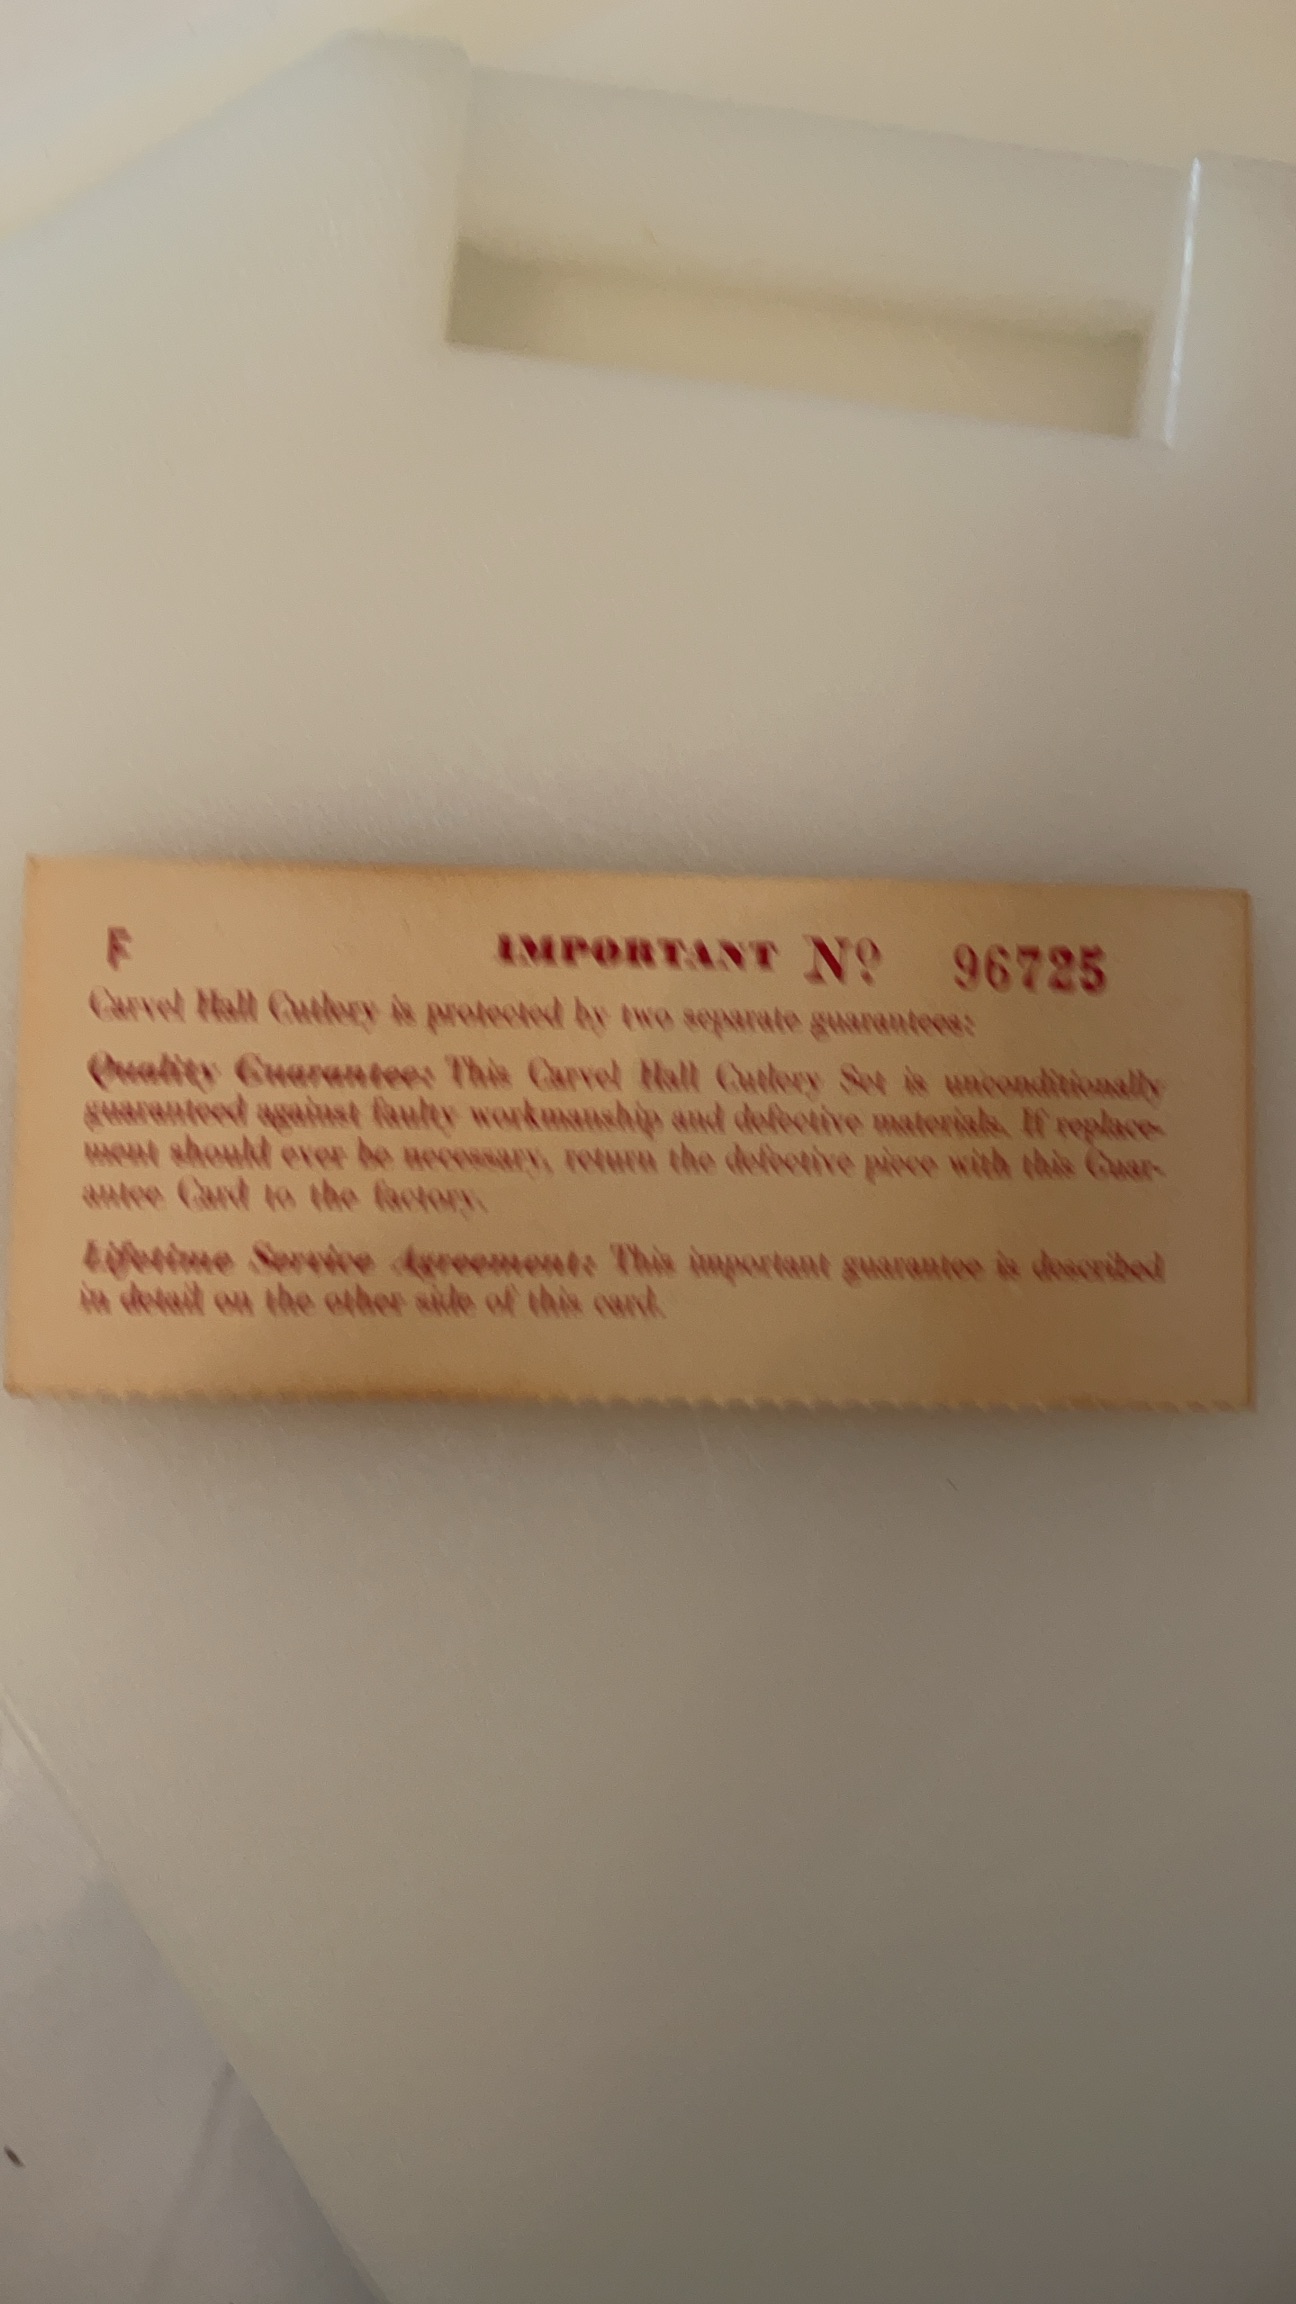 F IMPORTANT Nº 96725
Carvel Hall Cutlery is protected by two separate guarantees:
Quality Guarantee: This Carvel Hall Cutlery Set is unconditionally
guaranteed against faulty workmanship and defective materials. If replace-
ment should ever be necessary, return the defective piece with this Guar-
antee Card to the factory.
Lifetime Service Agreement: This important guarantee is described
in detail on the other side of this card.